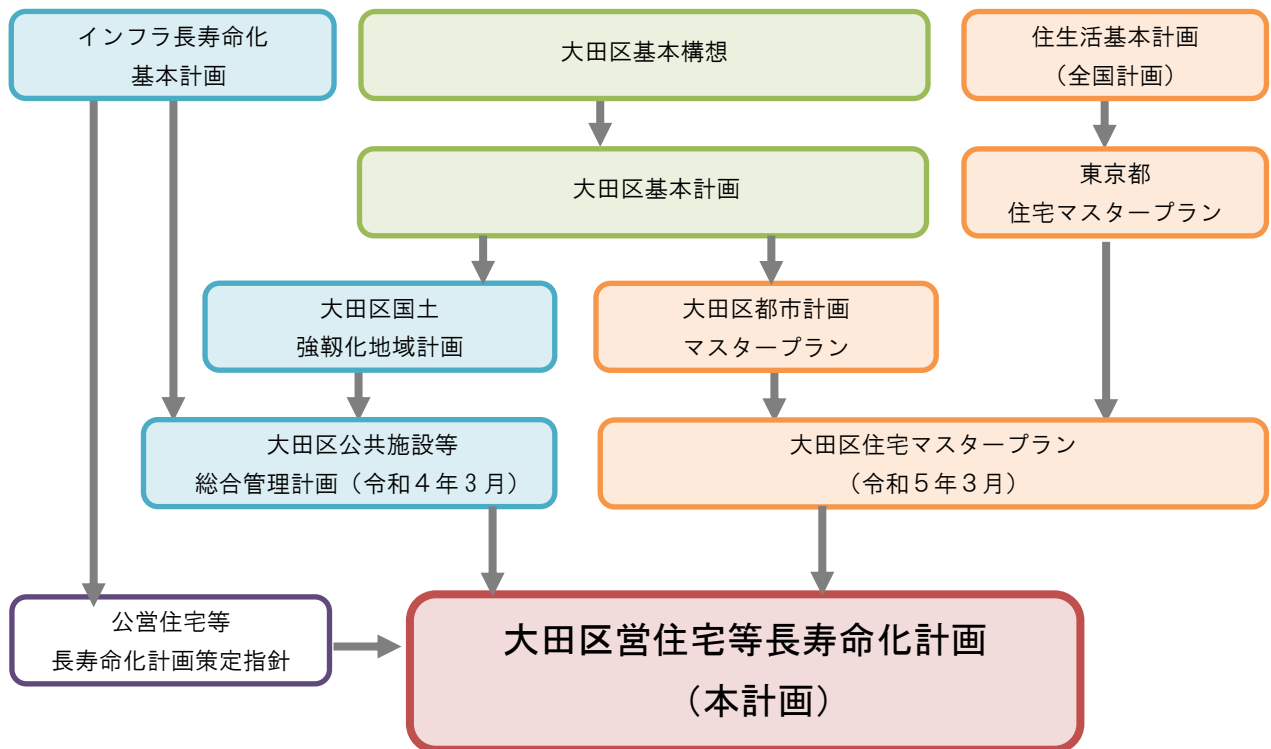 インフラ長寿命化
基本計画
大田区基本構想
住生活基本計画
（全国計画）
大田区基本計画
東京都
住宅マスタープラン
大田区国土
強靱化地域計画
大田区都市計画
マスタープラン
大田区公共施設等
総合管理計画（令和４年３月）
大田区住宅マスタープラン
（令和５年３月）
公営住宅等
長寿命化計画策定指針
大田区営住宅等長寿命化計画
（本計画）